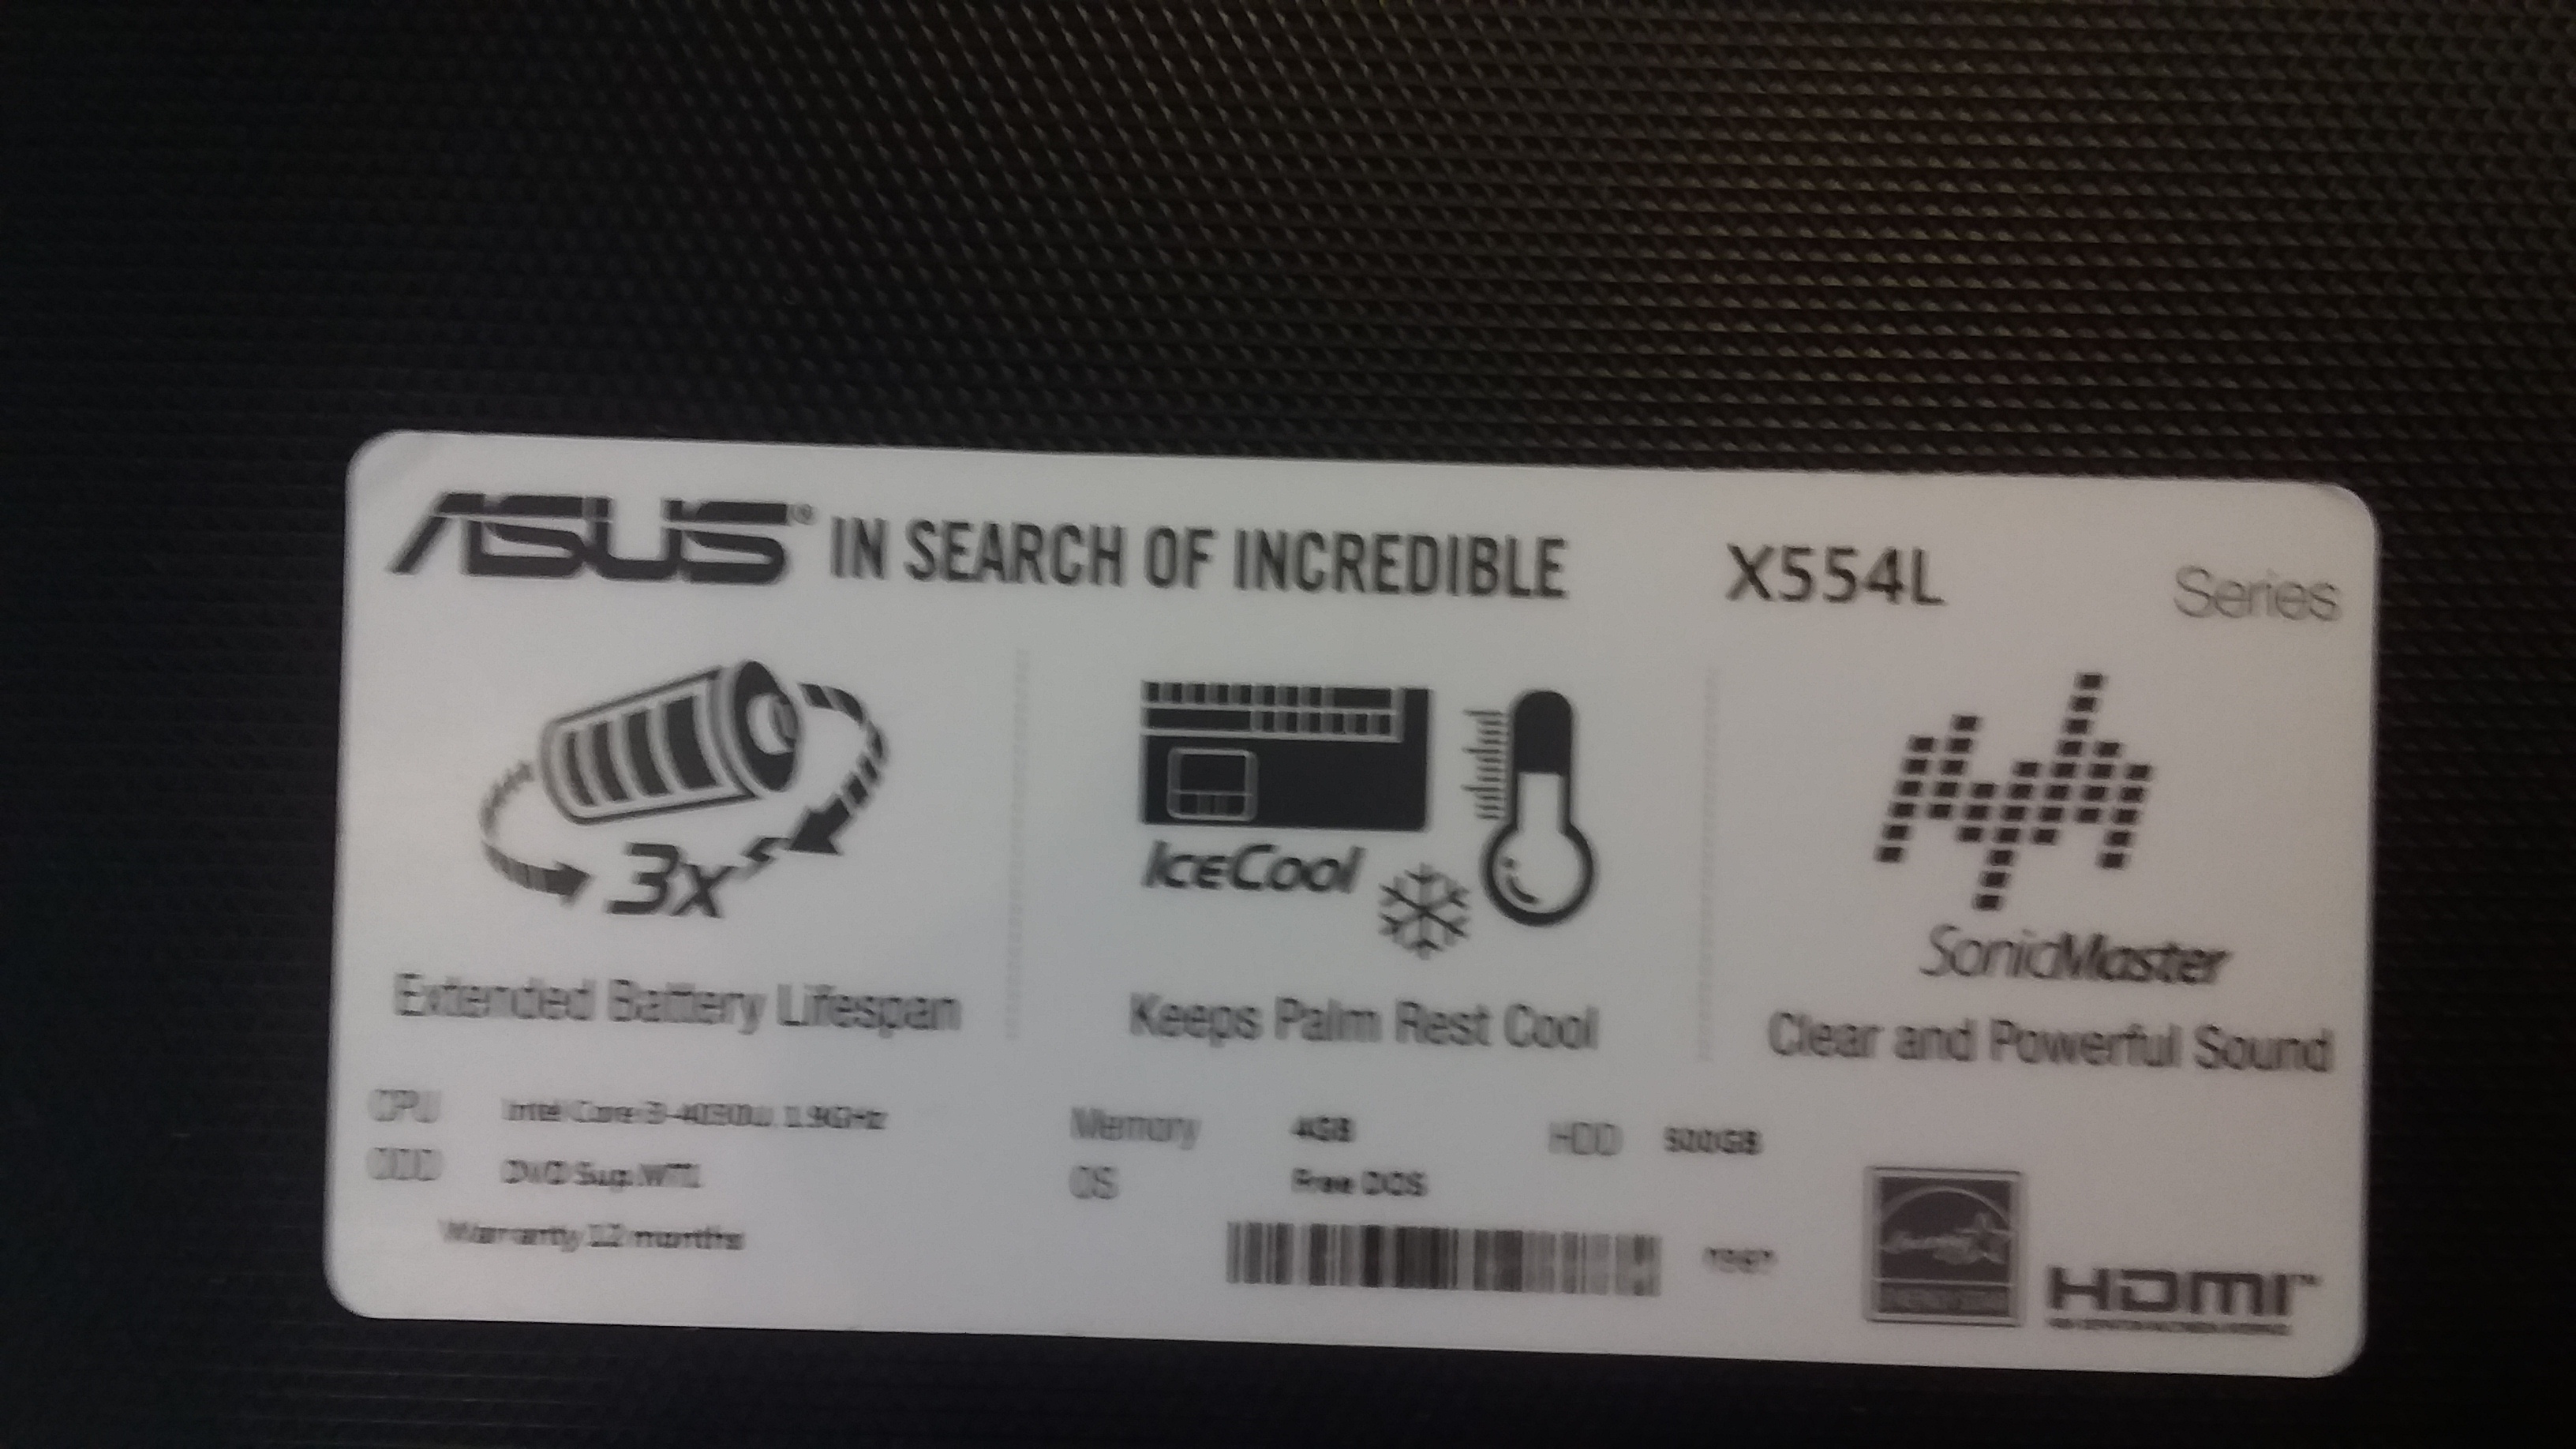 ASUS® IN SEARCH OF INCREDIBLE X554L Series
3x
IceCool
SonicMaster
Extended Battery Lifespan
Keeps Palm Rest Cool
Clear and Powerful Sound
CPU Intel Core i3-4030U, 1.9GHz
Memory 4GB HDD 500GB
ODD DVD Sup
OS Free DOS
Warranty 12 months
HDMI™